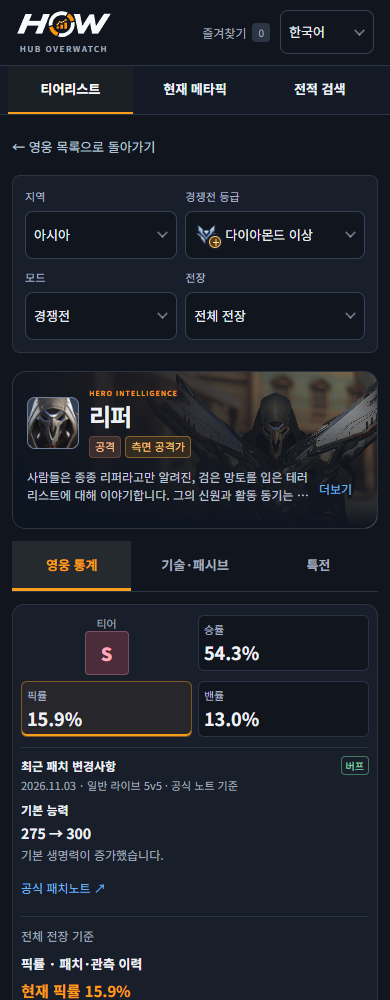 HOW
HUB OVERWATCH
즐겨찾기 0
한국어
티어리스트
현재 메타픽
전적 검색
← 영웅 목록으로 돌아가기
지역
경쟁전 등급
아시아
다이아몬드 이상
모드
전장
경쟁전
전체 전장
HERO INTELLIGENCE
리퍼
공격
측면 공격가
사람들은 종종 리퍼라고만 알려진, 검은 망토를 입은 테러
리스트에 대해 이야기합니다. 그의 신원과 활동 동기는 …
더보기
영웅 통계
기술·패시브
특전
티어
S
승률
54.3%
픽률
15.9%
밴률
13.0%
최근 패치 변경사항
버프
2026.11.03 · 일반 라이브 5v5 · 공식 노트 기준
기본 능력
275 → 300
기본 생명력이 증가했습니다.
공식 패치노트 ↗
전체 전장 기준
픽률 · 패치·관측 이력
현재 픽률 15.9%